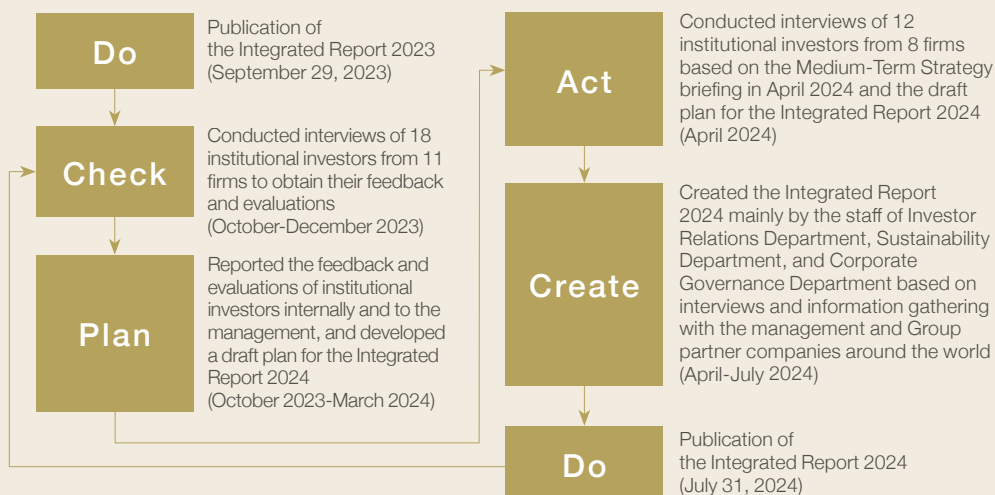 Do
Publication of
the Integrated Report 2023
(September 29, 2023)
Check
Conducted interviews of 18
institutional investors from 11
firms to obtain their feedback
and evaluations
(October-December 2023)
Plan
Reported the feedback and
evaluations of institutional
investors internally and to the
management, and developed
a draft plan for the Integrated
Report 2024
(October 2023-March 2024)
Act
Conducted interviews of 12
institutional investors from 8 firms
based on the Medium-Term Strategy
briefing in April 2024 and the draft
plan for the Integrated Report 2024
(April 2024)
Create
Created the Integrated Report
2024 mainly by the staff of Investor
Relations Department, Sustainability
Department, and Corporate
Governance Department based on
interviews and information gathering
with the management and Group
partner companies around the world
(April-July 2024)
Do
Publication of
the Integrated Report 2024
(July 31, 2024)